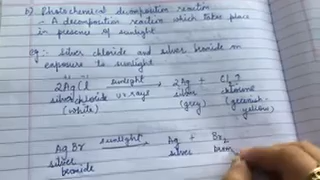 b) Photochemical decomposition reaction
- A decomposition reaction which takes place
in presence of sunlight
eg:- silver chloride and silver bromide on
exposure to sunlight
2AgCl sunlight → 2Ag + Cl2↑
silver chloride uv rays silver chlorine
(white) (grey) (greenish-
yellow)
AgBr sunlight → Ag + Br2
silver silver brom
bromide